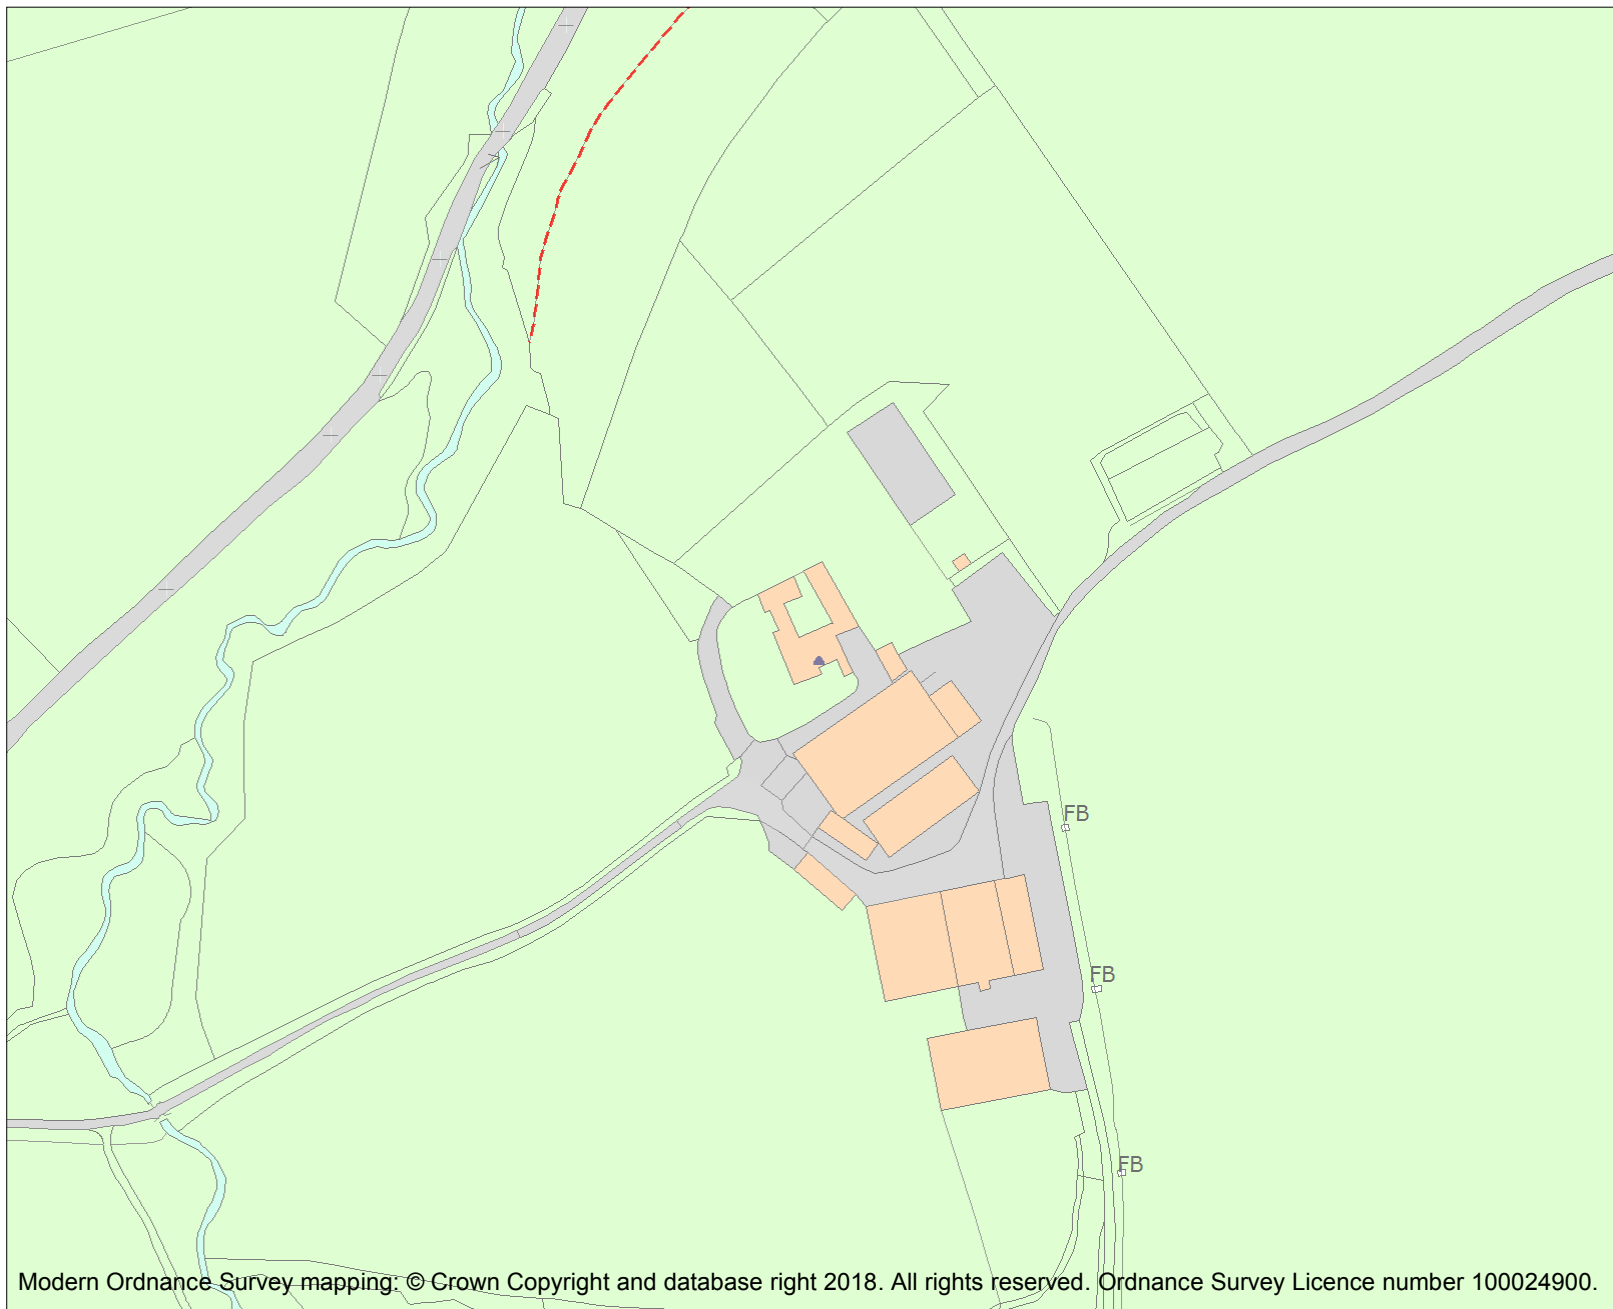 FB
FB
FB
Modern Ordnance Survey mapping: © Crown Copyright and database right 2018. All rights reserved. Ordnance Survey Licence number 100024900.